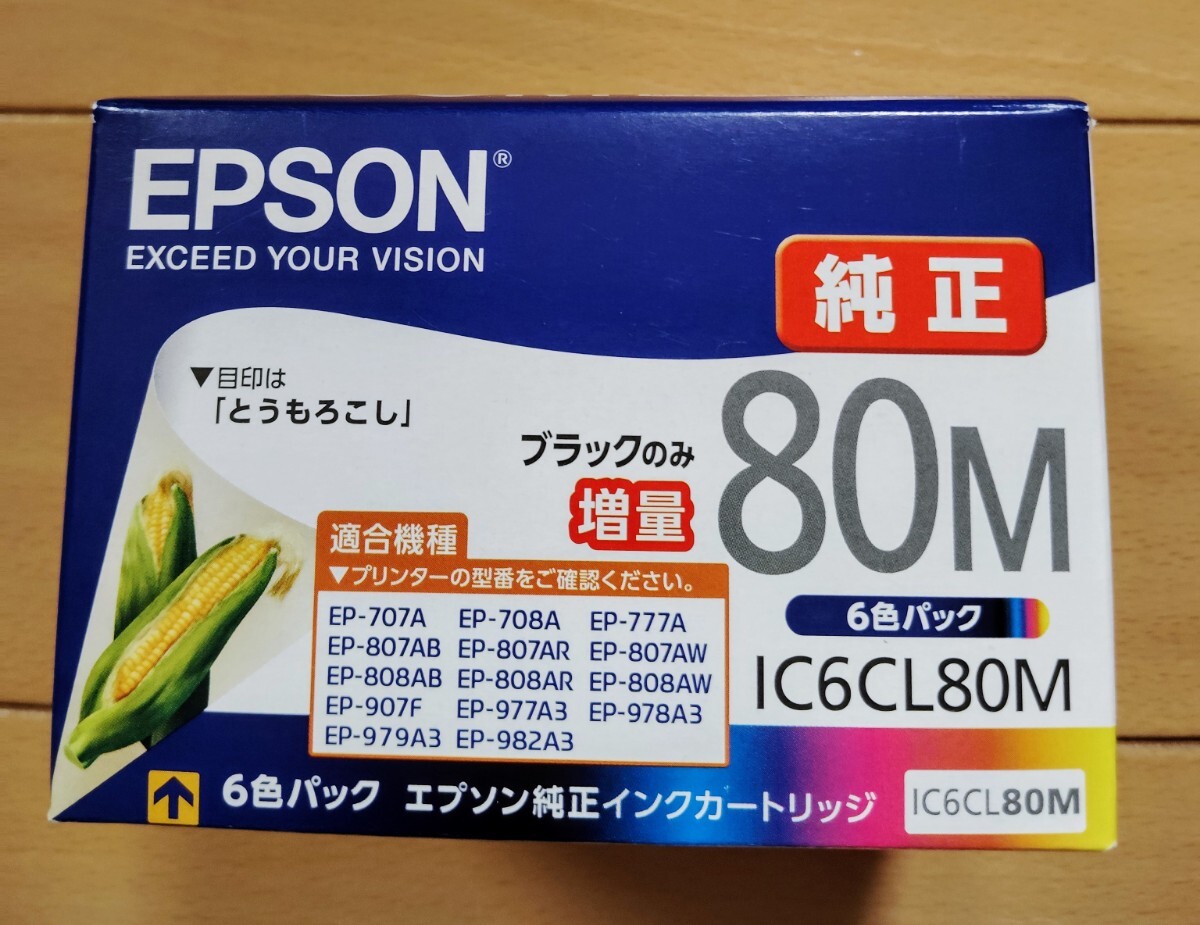 EPSON®
EXCEED YOUR VISION
純正
▼目印は
「とうもろこし」
ブラックのみ
増量
80M
適合機種
▼プリンターの型番をご確認ください。
EP-707A EP-708A EP-777A
EP-807AB EP-807AR EP-807AW
EP-808AB EP-808AR EP-808AW
EP-907F EP-977A3 EP-978A3
EP-979A3 EP-982A3
6色パック
IC6CL80M
6色パック エプソン純正インクカートリッジ
IC6CL80M